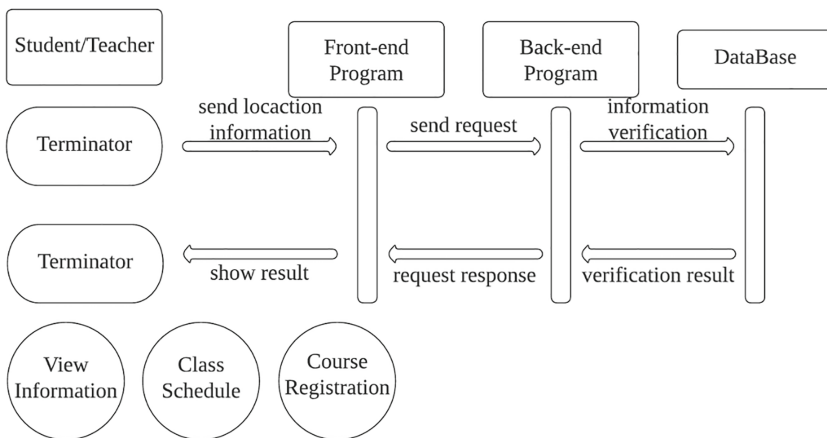 Student/Teacher
Front-end
Program
Back-end
Program
DataBase
Terminator
send locaction
information
send request
information
verification
Terminator
show result
request response
verification result
View
Information
Class
Schedule
Course
Registration